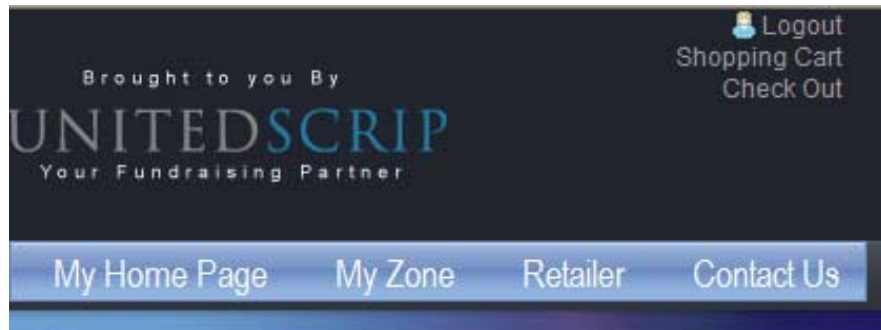 Logout
Shopping Cart
Check Out
Brought to you By
UNITEDSCRIP
Your Fundraising Partner
My Home Page My Zone Retailer Contact Us